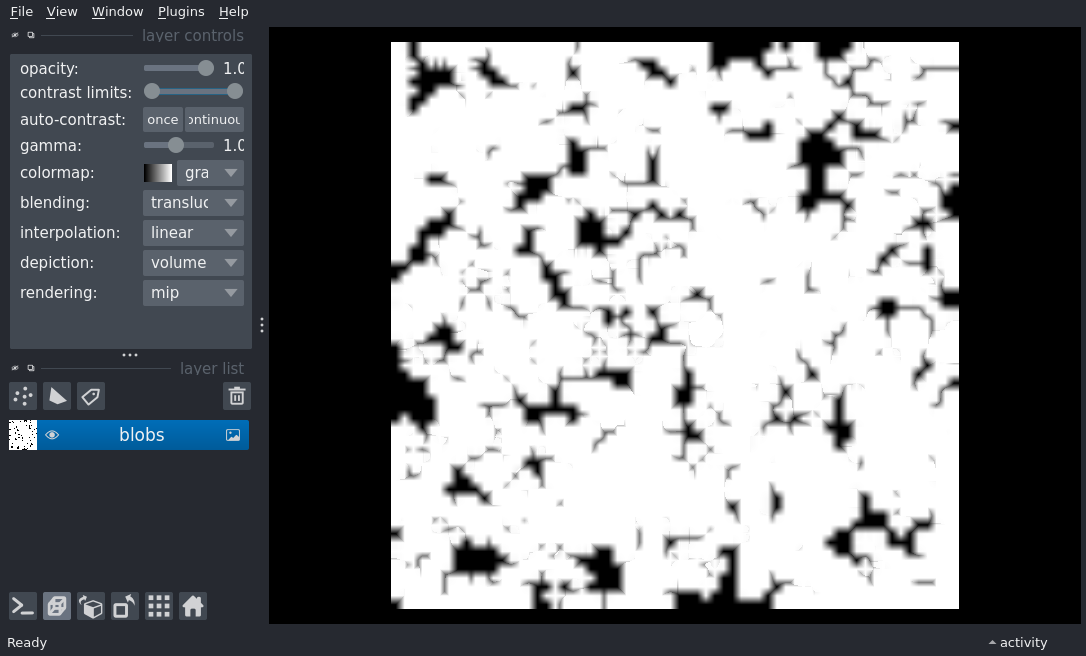 File View Window Plugins Help
layer controls
opacity: 1.0
contrast limits:
auto-contrast: once ontinuou
gamma: 1.0
colormap: gra
blending: transluc
interpolation: linear
depiction: volume
rendering: mip
layer list
blobs
Ready activity